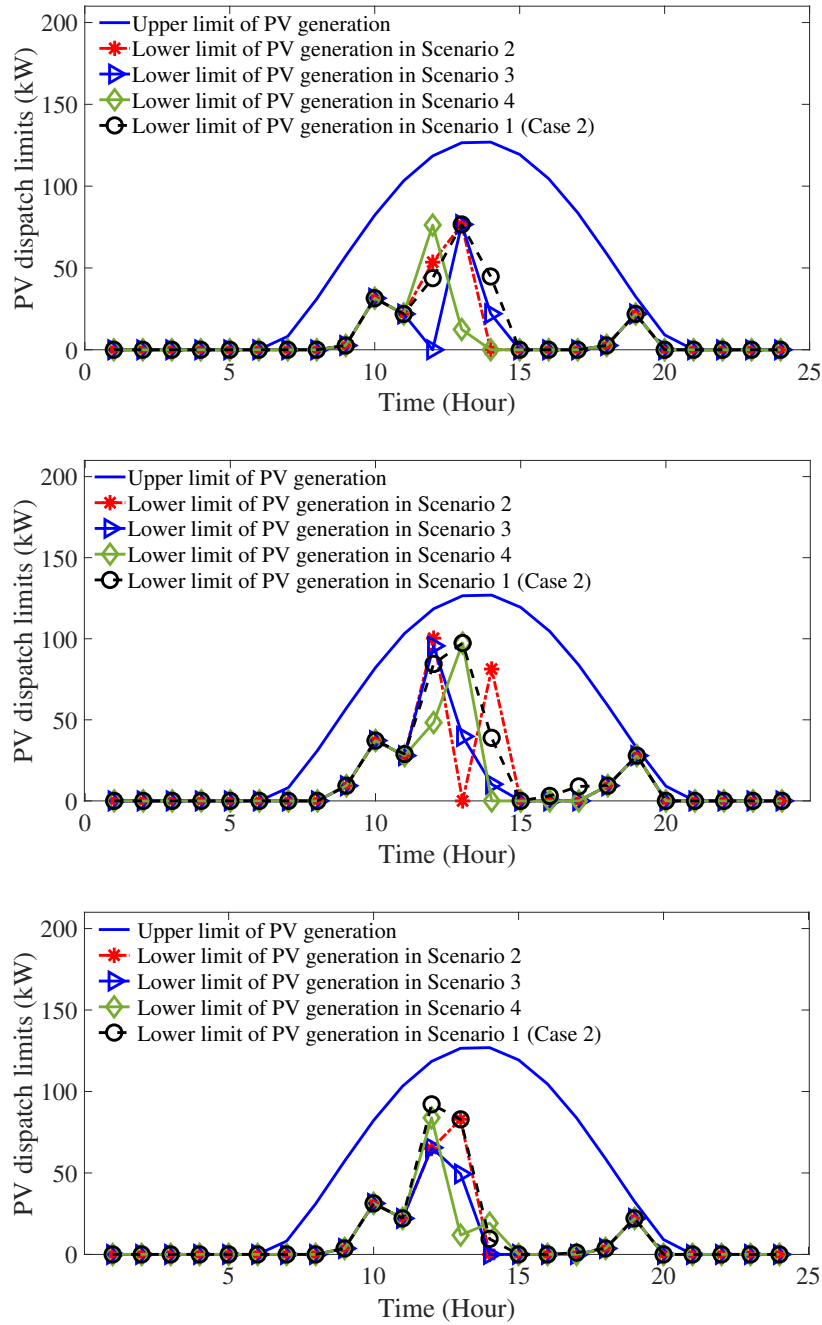 200
150
100
50
0
PV dispatch limits (kW)
Upper limit of PV generation
Lower limit of PV generation in Scenario 2
Lower limit of PV generation in Scenario 3
Lower limit of PV generation in Scenario 4
Lower limit of PV generation in Scenario 1 (Case 2)
0 5 10 15 20 25
Time (Hour)
200
150
100
50
0
PV dispatch limits (kW)
Upper limit of PV generation
Lower limit of PV generation in Scenario 2
Lower limit of PV generation in Scenario 3
Lower limit of PV generation in Scenario 4
Lower limit of PV generation in Scenario 1 (Case 2)
0 5 10 15 20 25
Time (Hour)
200
150
100
50
0
PV dispatch limits (kW)
Upper limit of PV generation
Lower limit of PV generation in Scenario 2
Lower limit of PV generation in Scenario 3
Lower limit of PV generation in Scenario 4
Lower limit of PV generation in Scenario 1 (Case 2)
5 10 15 20 25
Time (Hour)